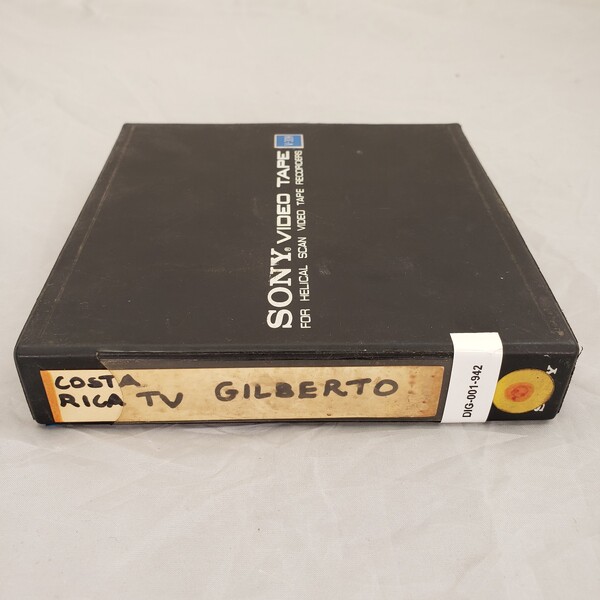 SONY® VIDEO TAPE
FOR HELICAL SCAN VIDEO TAPE RECORDERS
COSTA
RICA TV GILBERTO
DIG-001-942